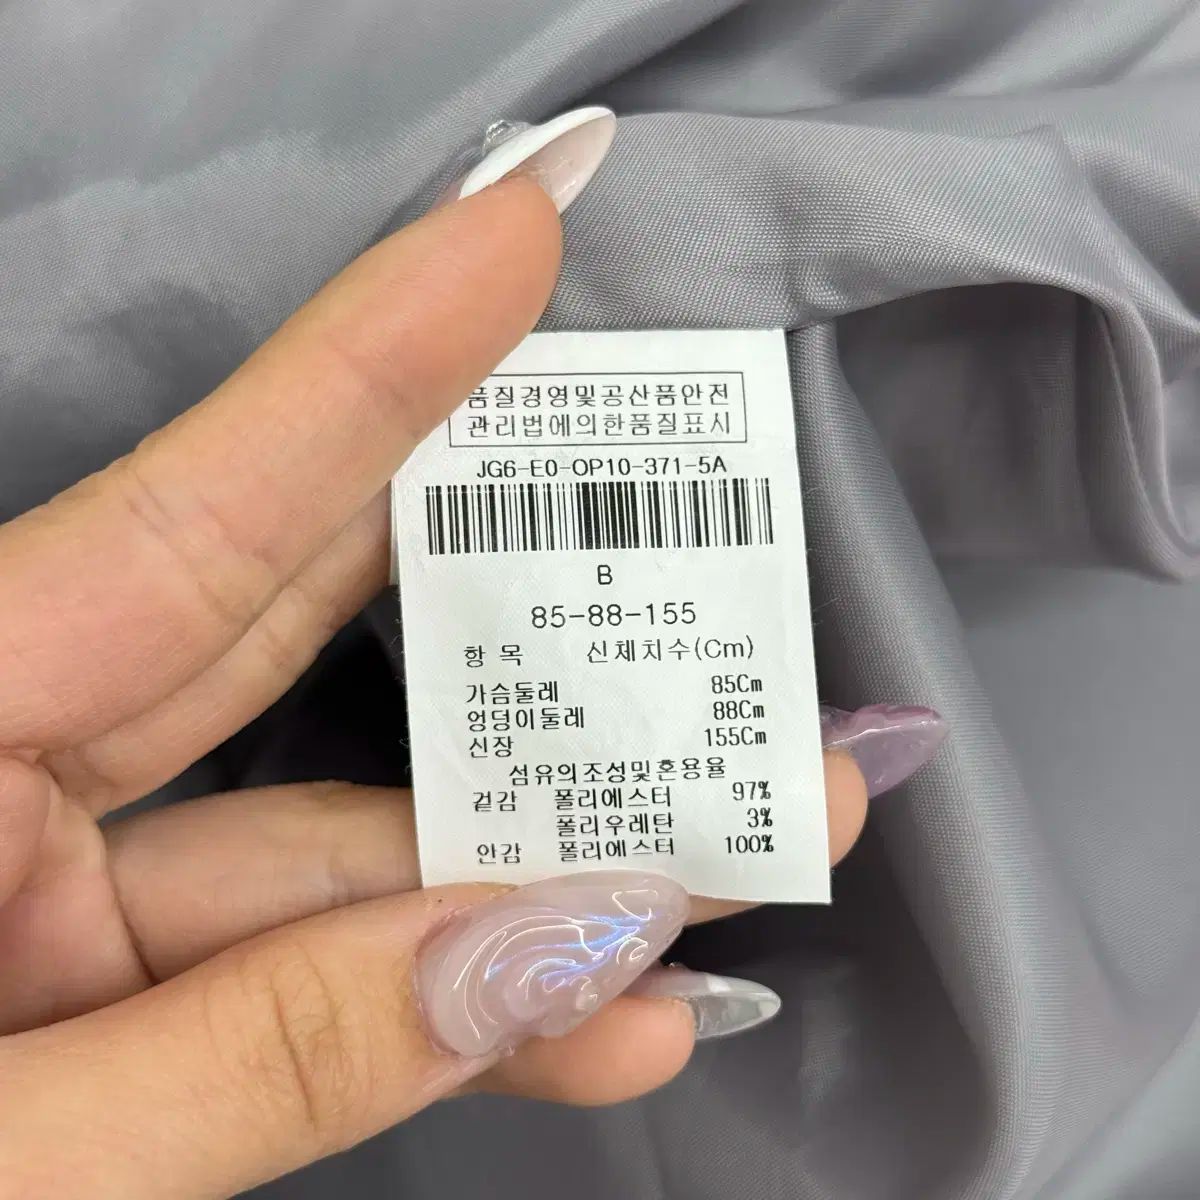 품질경영및공산품안전
관리법에의한품질표시
JG6-E0-OP10-371-5A
B
85-88-155
항 목 신체치수(Cm)
가슴둘레 85Cm
엉덩이둘레 88Cm
신장 155Cm
섬유의조성및혼용율
겉감 폴리에스터 97%
폴리우레탄 3%
안감 폴리에스터 100%